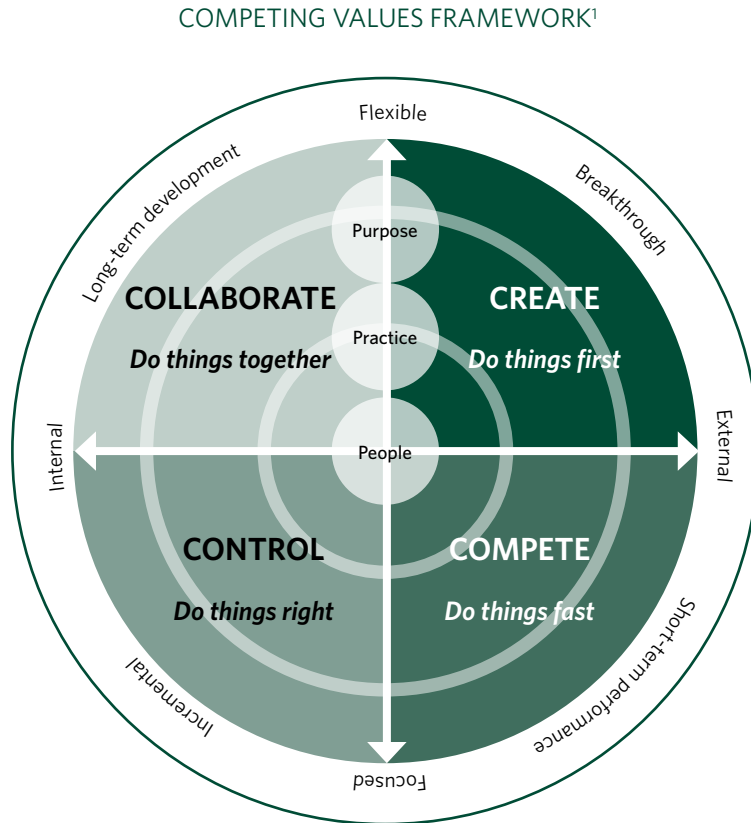 COMPETING VALUES FRAMEWORK¹
Flexible
Long-term development
Breakthrough
Purpose
COLLABORATE
CREATE
Practice
Do things together
Do things first
Internal
People
External
CONTROL
COMPETE
Do things right
Do things fast
Incremental
Short-term performance
Focused